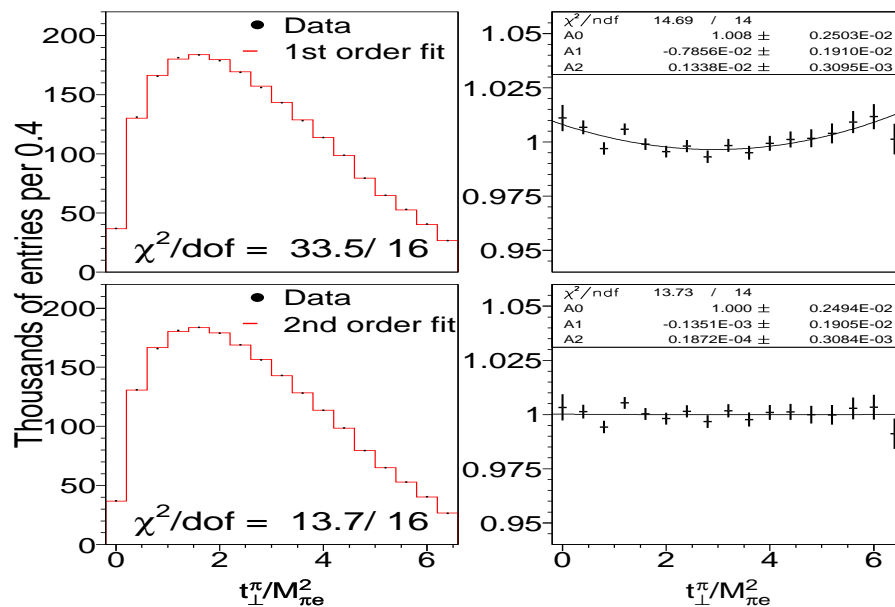 Thousands of entries per 0.4
200
150
100
50
0
Data
1st order fit
χ²/dof = 33.5/ 16
1.05
1.025
1
0.975
0.95
χ²/ndf 14.69 / 14
A0 1.008 ± 0.2503E-02
A1 -0.7856E-02 ± 0.1910E-02
A2 0.1338E-02 ± 0.3095E-03
200
150
100
50
0
Data
2nd order fit
χ²/dof = 13.7/ 16
0 2 4 6
t⊥^π/M²πe
1.05
1.025
1
0.975
0.95
χ²/ndf 13.73 / 14
A0 1.000 ± 0.2494E-02
A1 -0.1351E-03 ± 0.1905E-02
A2 0.1872E-04 ± 0.3084E-03
0 2 4 6
t⊥^π/M²πe